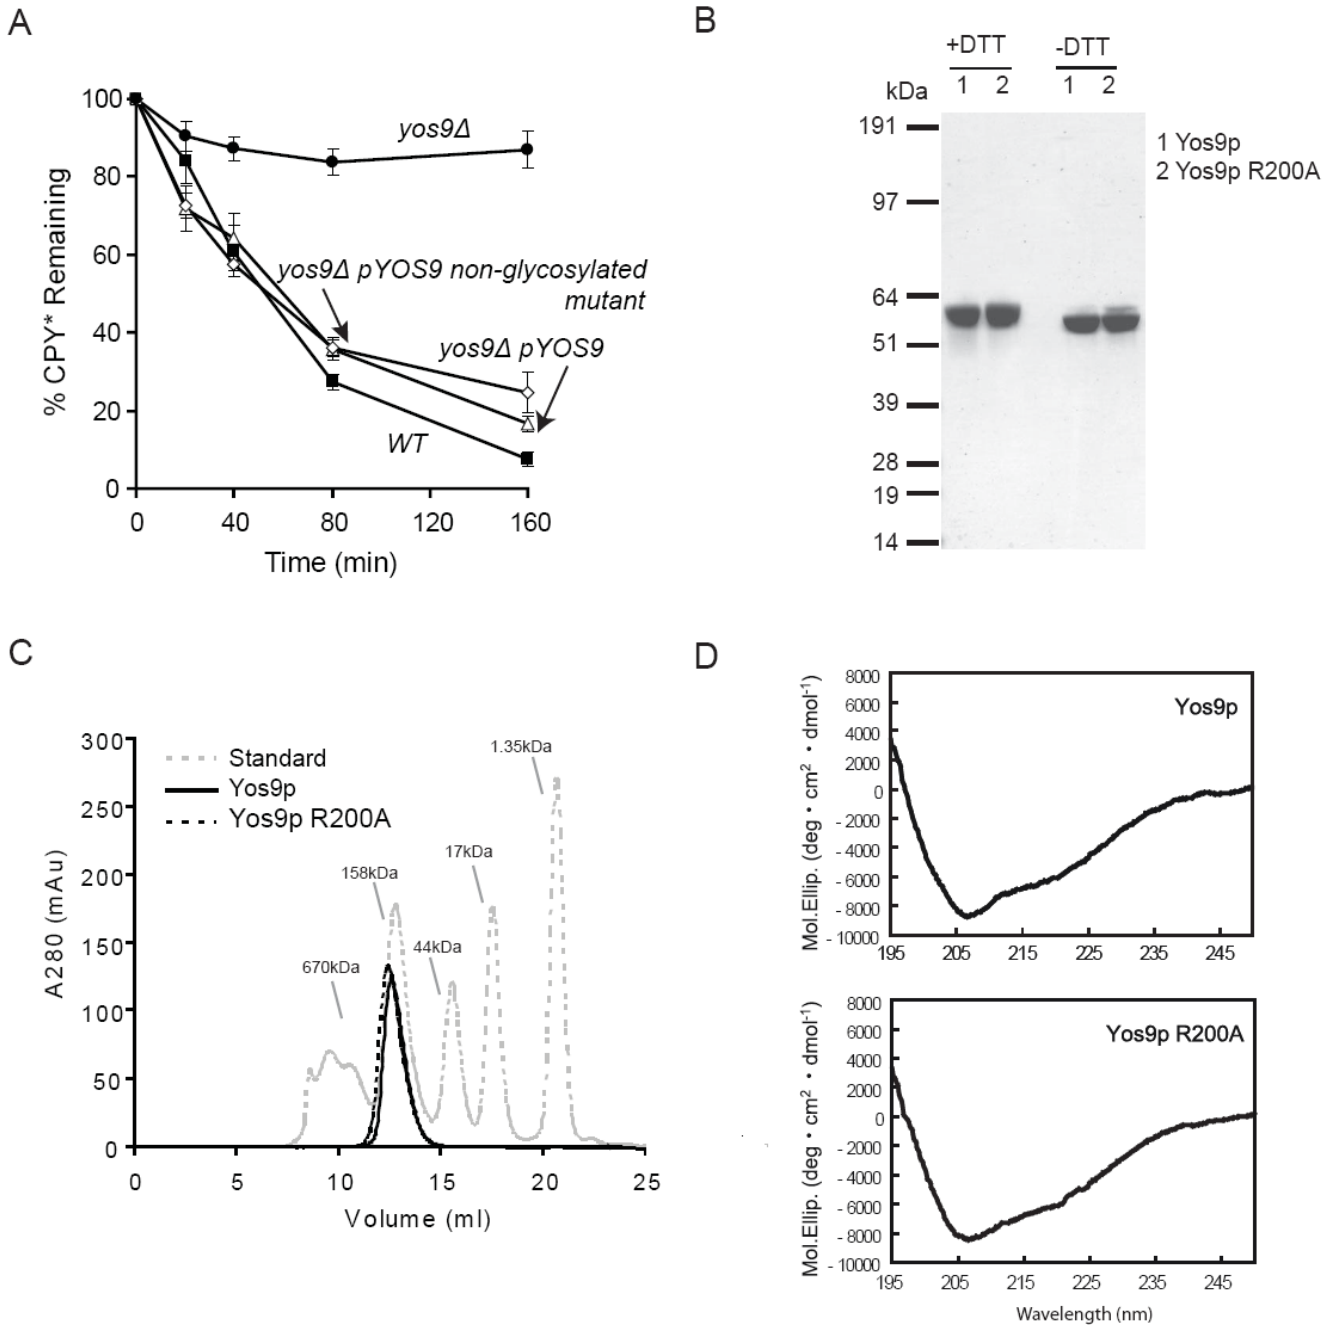 A
100
80
60
40
20
0
% CPY* Remaining
yos9Δ
yos9Δ pYOS9 non-glycosylated
mutant
yos9Δ pYOS9
WT
0 40 80 120 160
Time (min)
B
+DTT -DTT
kDa 1 2 1 2
191
97
64
51
39
28
19
14
1 Yos9p
2 Yos9p R200A
C
300
250
200
150
100
50
0
A280 (mAu)
Standard
Yos9p
Yos9p R200A
670kDa
158kDa
44kDa
17kDa
1.35kDa
0 5 10 15 20 25
Volume (ml)
D
8000
6000
4000
2000
0
- 2000
- 4000
- 6000
- 8000
- 10000
Mol.Ellip. (deg • cm² • dmol⁻¹)
Yos9p
195 205 215 225 235 245
8000
6000
4000
2000
0
- 2000
- 4000
- 6000
- 8000
- 10000
Mol.Ellip. (deg • cm² • dmol⁻¹)
Yos9p R200A
195 205 215 225 235 245
Wavelength (nm)